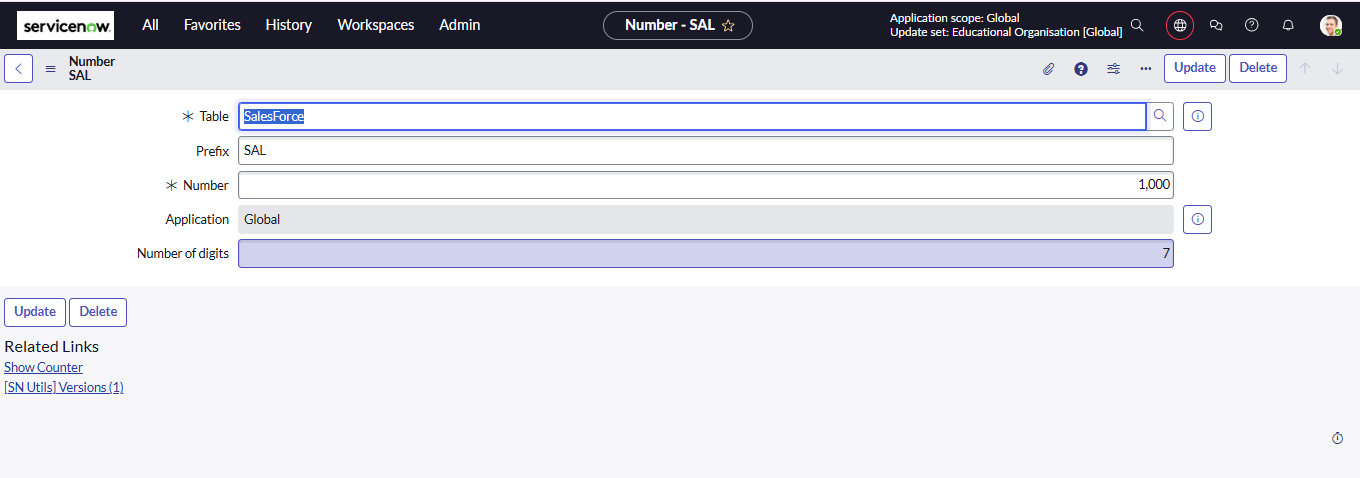 servicenow.
All Favorites History Workspaces Admin
Number - SAL
Application scope: Global
Update set: Educational Organisation [Global]
Number
SAL
Update Delete
Table SalesForce
Prefix SAL
Number 1,000
Application Global
Number of digits 7
Update Delete
Related Links
Show Counter
[SN Utils] Versions (1)